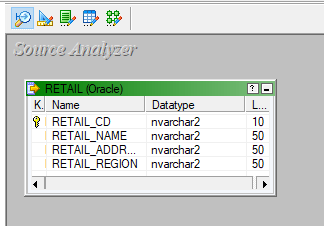 Source Analyzer
RETAIL (Oracle)
K. Name Datatype L...
RETAIL_CD nvarchar2 10
RETAIL_NAME nvarchar2 50
RETAIL_ADDR... nvarchar2 50
RETAIL_REGION nvarchar2 50